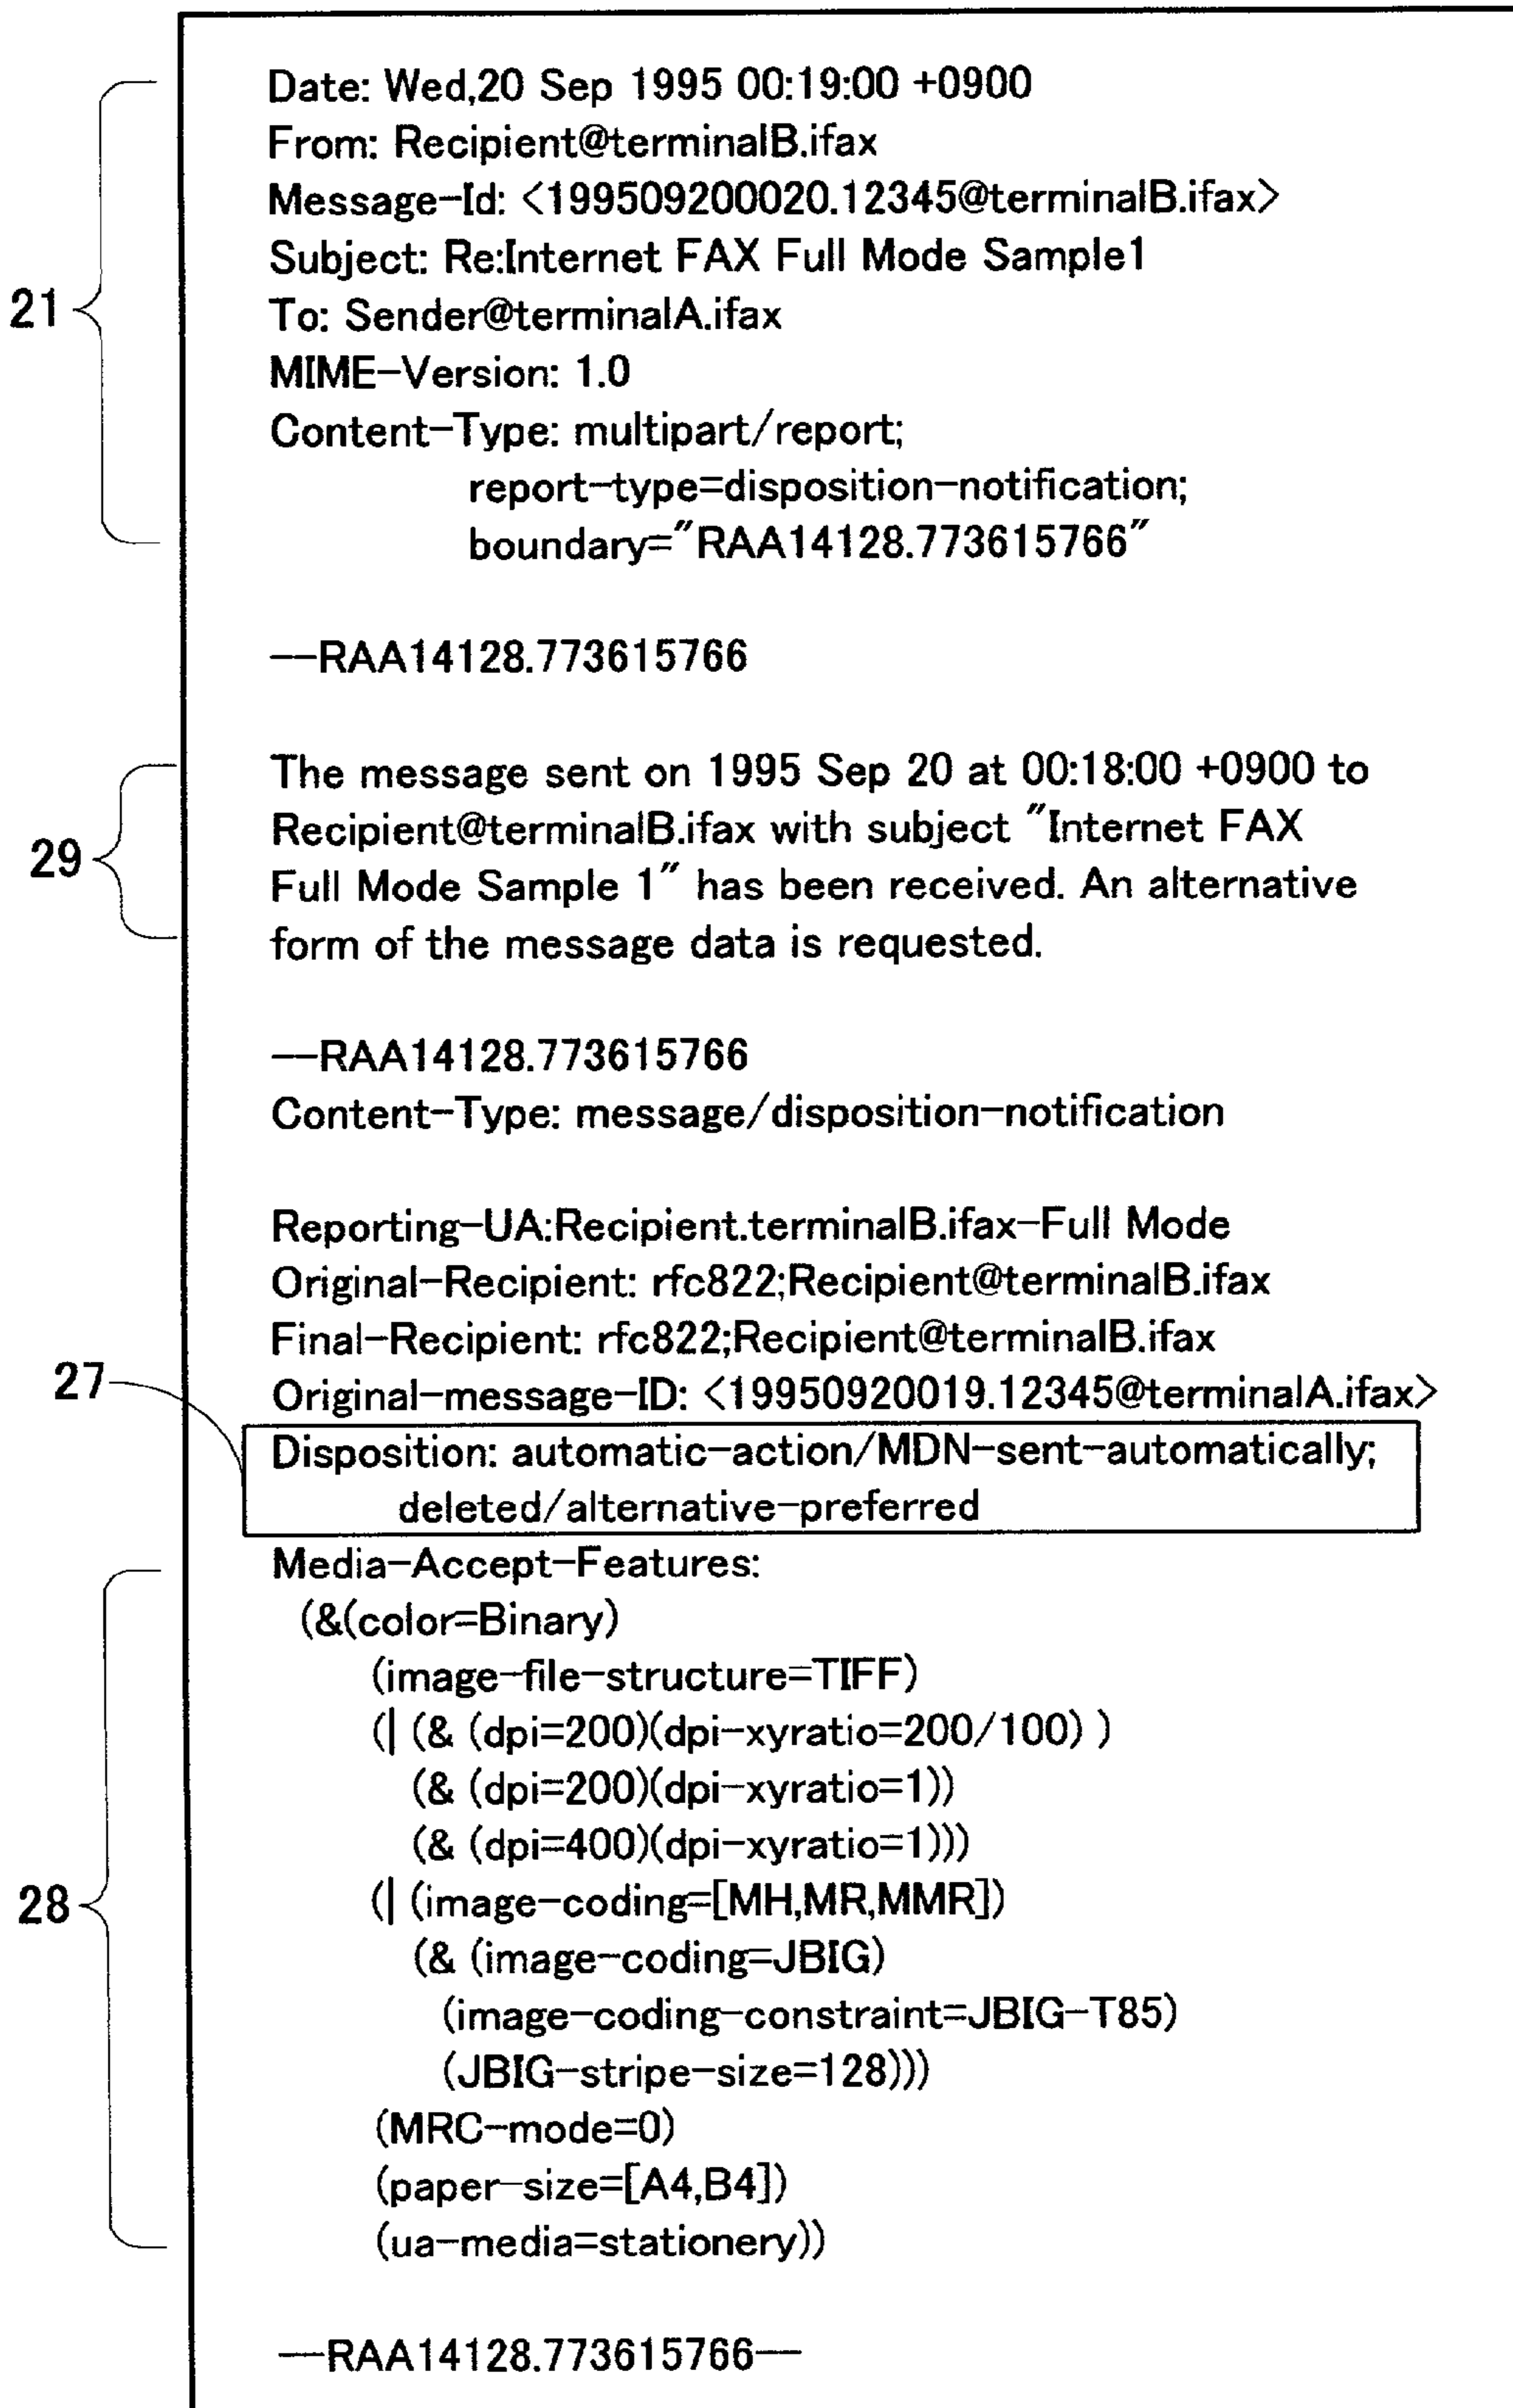 Date: Wed,20 Sep 1995 00:19:00 +0900
From: Recipient@terminalB.ifax
Message-Id: <199509200020.12345@terminalB.ifax>
Subject: Re:Internet FAX Full Mode Sample1
21
To: Sender@terminalA.ifax
MIME-Version: 1.0
Content-Type: multipart/report;
report-type=disposition-notification;
boundary="RAA14128.773615766"
--RAA14128.773615766
The message sent on 1995 Sep 20 at 00:18:00 +0900 to
Recipient@terminalB.ifax with subject "Internet FAX
29
Full Mode Sample 1" has been received. An alternative
form of the message data is requested.
--RAA14128.773615766
Content-Type: message/disposition-notification
Reporting-UA:Recipient.terminalB.ifax-Full Mode
Original-Recipient: rfc822;Recipient@terminalB.ifax
Final-Recipient: rfc822;Recipient@terminalB.ifax
27
Original-message-ID: <19950920019.12345@terminalA.ifax>
Disposition: automatic-action/MDN-sent-automatically;
deleted/alternative-preferred
Media-Accept-Features:
(&(color=Binary)
(image-file-structure=TIFF)
(| (& (dpi=200)(dpi-xyratio=200/100) )
(& (dpi=200)(dpi-xyratio=1))
(& (dpi=400)(dpi-xyratio=1)))
28
(| (image-coding=[MH,MR,MMR])
(& (image-coding=JBIG)
(image-coding-constraint=JBIG-T85)
(JBIG-stripe-size=128)))
(MRC-mode=0)
(paper-size=[A4,B4])
(ua-media=stationery))
--RAA14128.773615766--